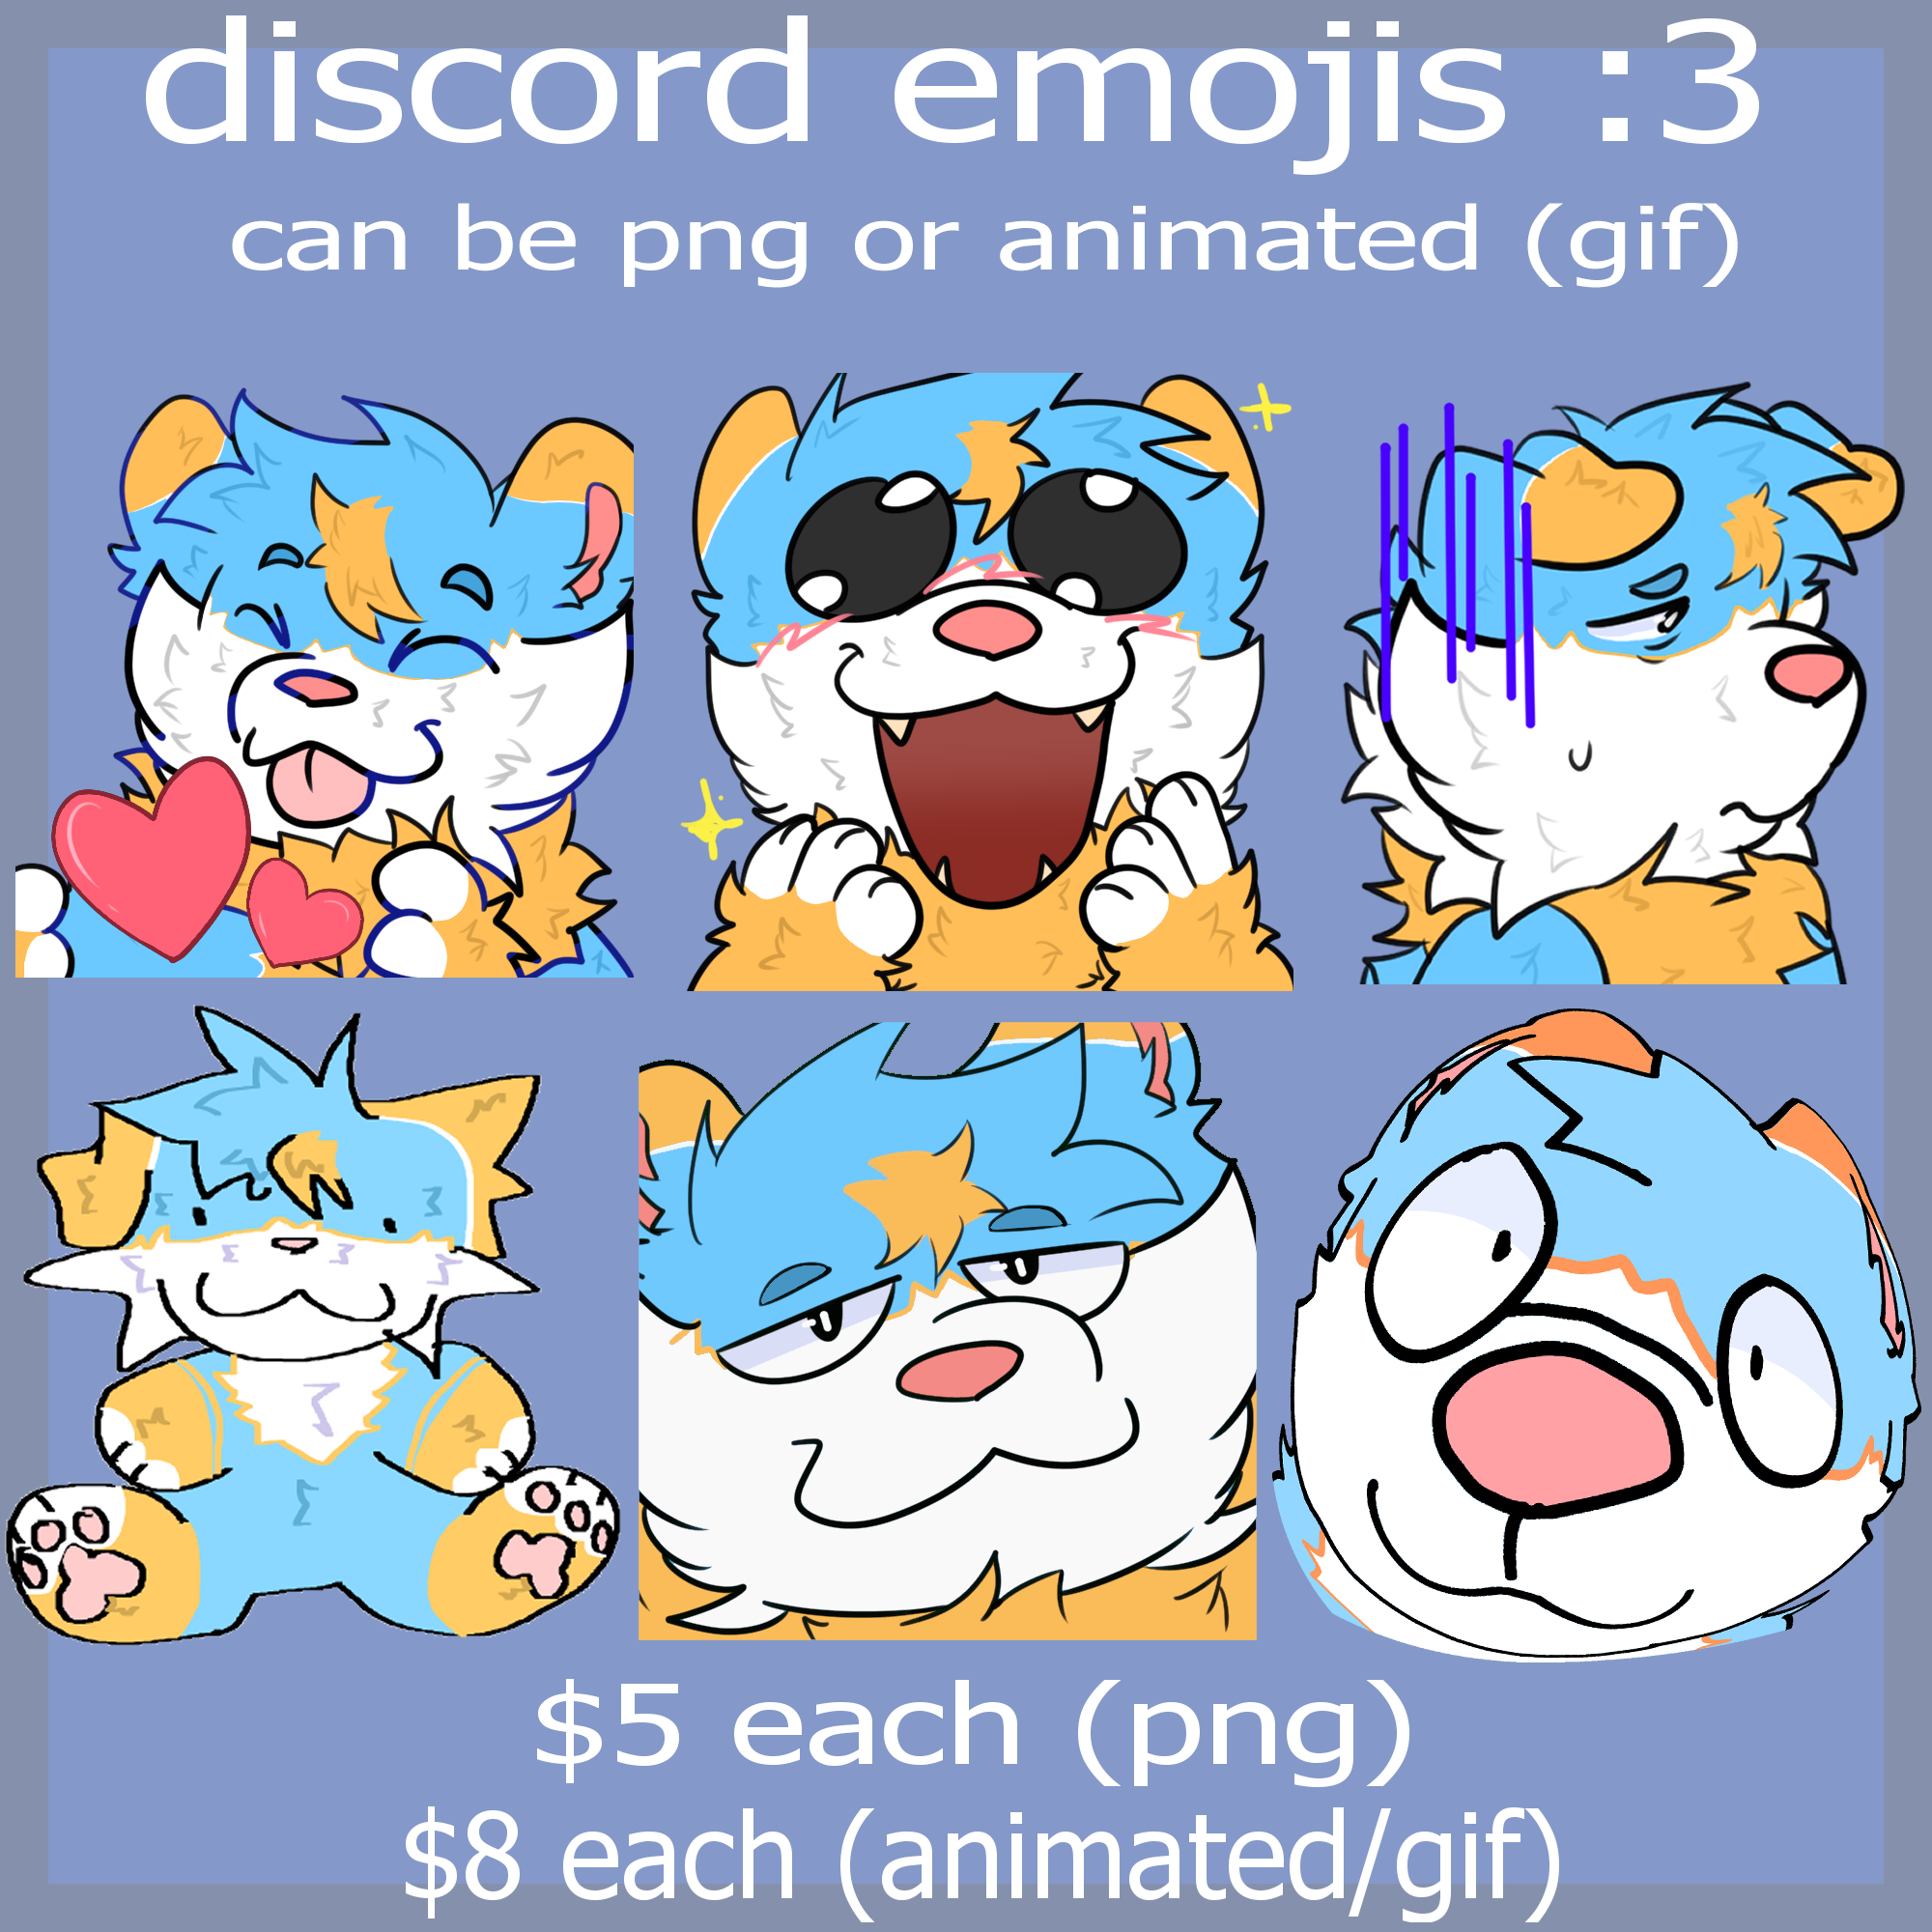 discord emojis :3
can be png or animated (gif)
$5 each (png)
$8 each (animated/gif)